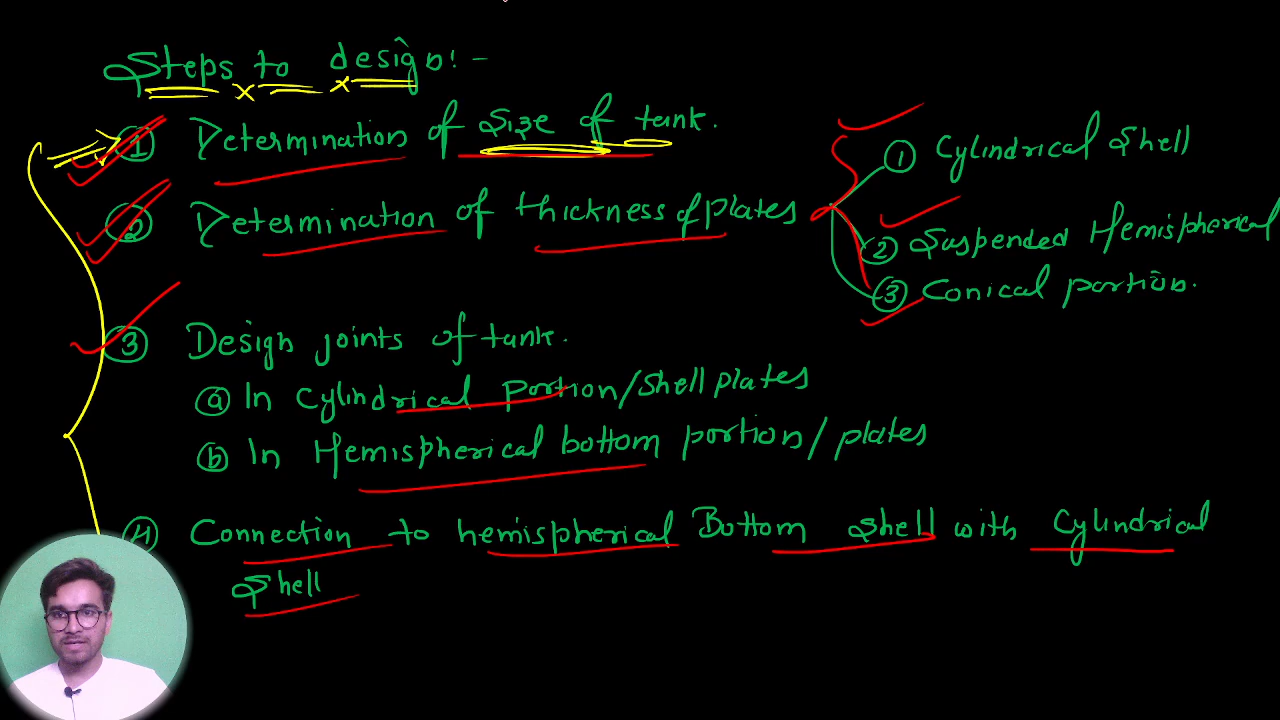 Steps to design:-
① Determination of Size of tank.
② Determination of thickness of plates
① Cylindrical Shell
② Suspended Hemispherical
③ Conical portion.
③ Design joints of tank.
ⓐ In Cylindrical portion/Shell plates
ⓑ In Hemispherical bottom portion/plates
④ Connection to hemispherical Bottom Shell with Cylindrical
Shell